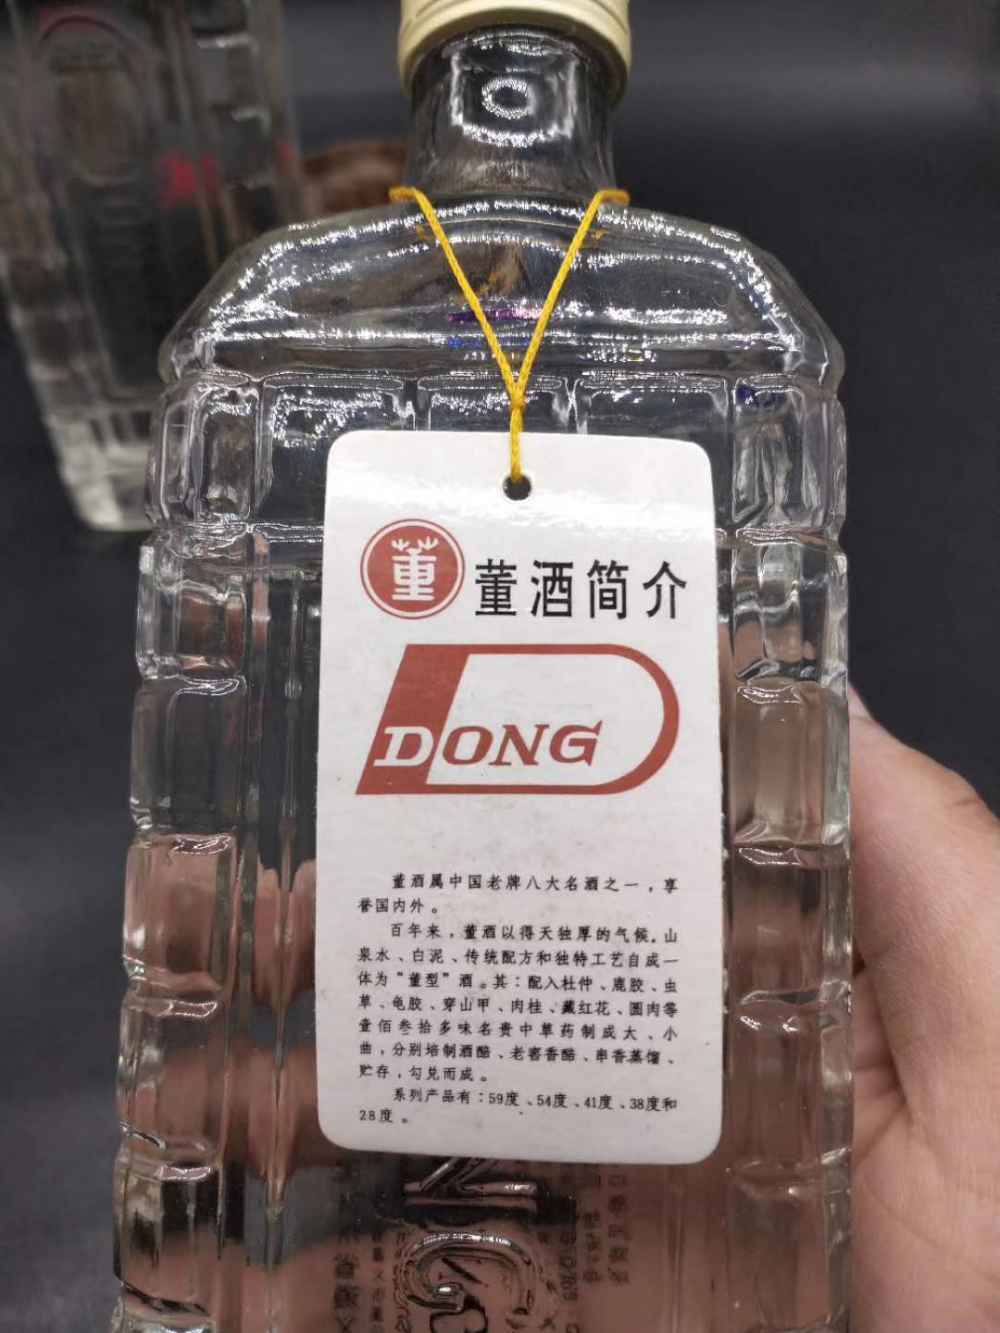 董
董酒简介
DONG
董酒属中国老牌八大名酒之一，享
誉国内外。
百年来，董酒以得天独厚的气候。山
泉水、白泥、传统配方和独特工艺自成一
体为“董型”酒。其：配入杜仲、鹿胶、虫
草、龟胶、穿山甲、肉桂、藏红花、圆肉等
壹佰叁拾多味名贵中草药制成大、小
曲，分别培制酒醅、老窖香醅、串香蒸馏、
贮存，勾兑而成。
系列产品有：59度、54度、41度、38度和
28度。